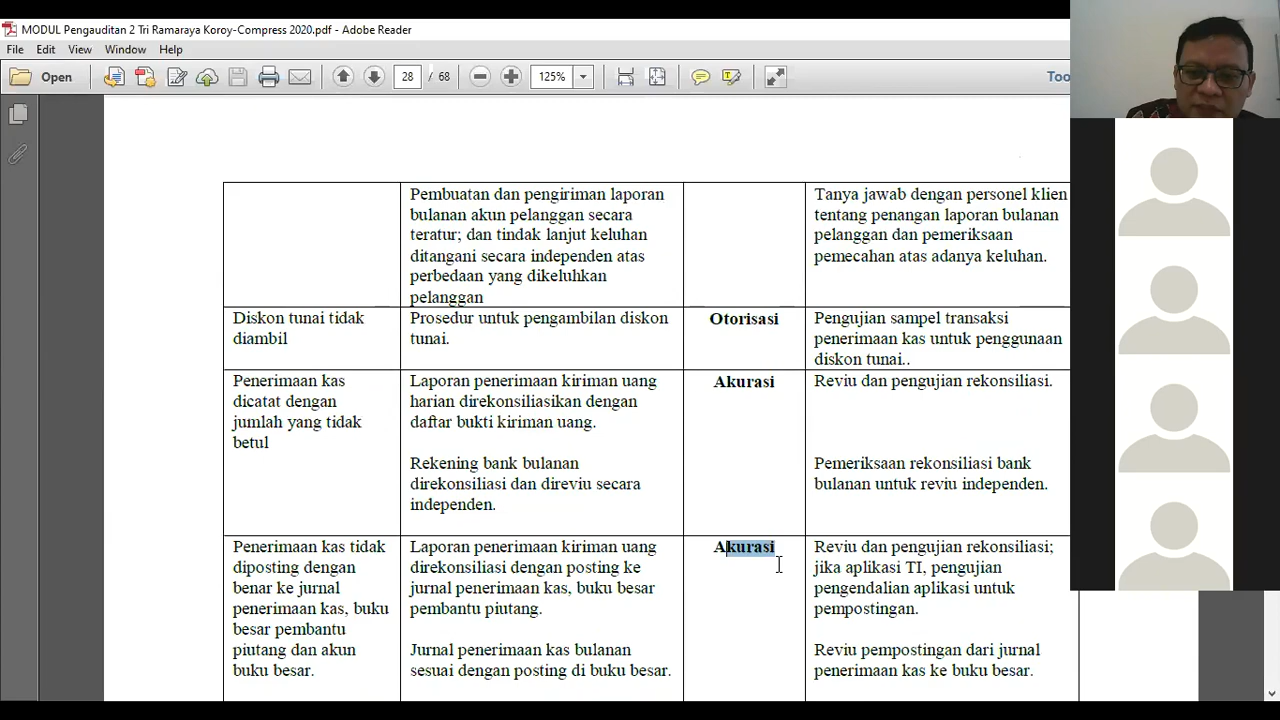 MODUL Pengauditan 2 Tri Ramaraya Koroy-Compress 2020.pdf - Adobe Reader
File Edit View Window Help
Open 28 / 68 125% Too
Pembuatan dan pengiriman laporan
bulanan akun pelanggan secara
teratur; dan tindak lanjut keluhan
ditangani secara independen atas
perbedaan yang dikeluhkan
pelanggan
Tanya jawab dengan personel klien
tentang penangan laporan bulanan
pelanggan dan pemeriksaan
pemecahan atas adanya keluhan.
Diskon tunai tidak
diambil
Prosedur untuk pengambilan diskon
tunai.
Otorisasi
Pengujian sampel transaksi
penerimaan kas untuk penggunaan
diskon tunai..
Penerimaan kas
dicatat dengan
jumlah yang tidak
betul
Laporan penerimaan kiriman uang
harian direkonsiliasikan dengan
daftar bukti kiriman uang.
Rekening bank bulanan
direkonsiliasi dan direviu secara
independen.
Akurasi
Reviu dan pengujian rekonsiliasi.
Pemeriksaan rekonsiliasi bank
bulanan untuk reviu independen.
Penerimaan kas tidak
diposting dengan
benar ke jurnal
penerimaan kas, buku
besar pembantu
piutang dan akun
buku besar.
Laporan penerimaan kiriman uang
direkonsiliasi dengan posting ke
jurnal penerimaan kas, buku besar
pembantu piutang.
Jurnal penerimaan kas bulanan
sesuai dengan posting di buku besar.
Akurasi
Reviu dan pengujian rekonsiliasi;
jika aplikasi TI, pengujian
pengendalian aplikasi untuk
pempostingan.
Reviu pempostingan dari jurnal
penerimaan kas ke buku besar.